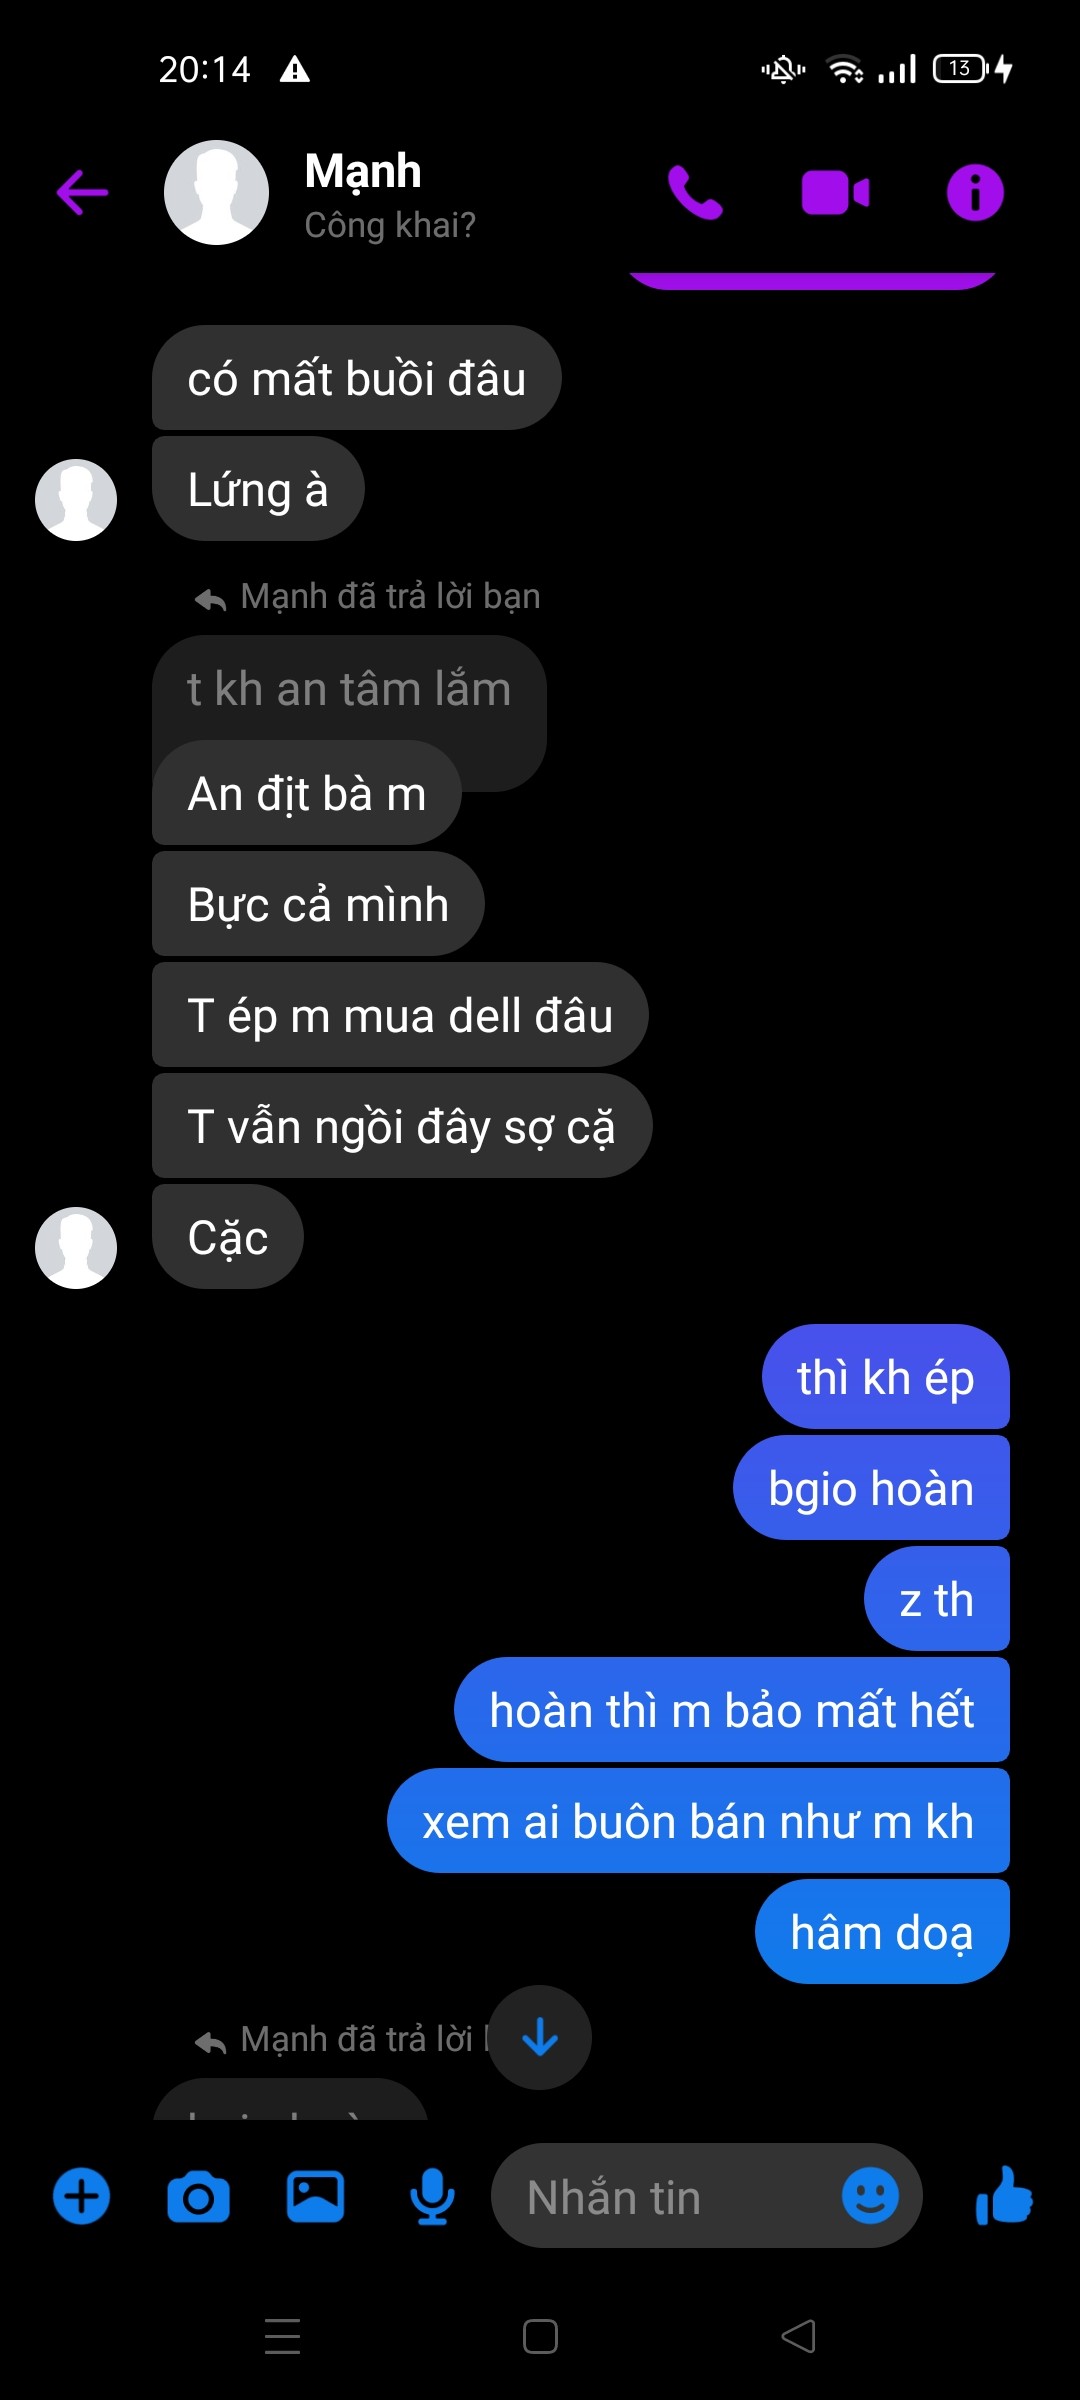 20:14
13
Mạnh
Công khai?
có mất buồi đâu
Lứng à
Mạnh đã trả lời bạn
t kh an tâm lắm
An địt bà m
Bực cả mình
T ép m mua dell đâu
T vẫn ngồi đây sợ cặ
Cặc
thì kh ép
bgio hoàn
z th
hoàn thì m bảo mất hết
xem ai buôn bán như m kh
hâm doạ
Mạnh đã trả lời
Nhắn tin